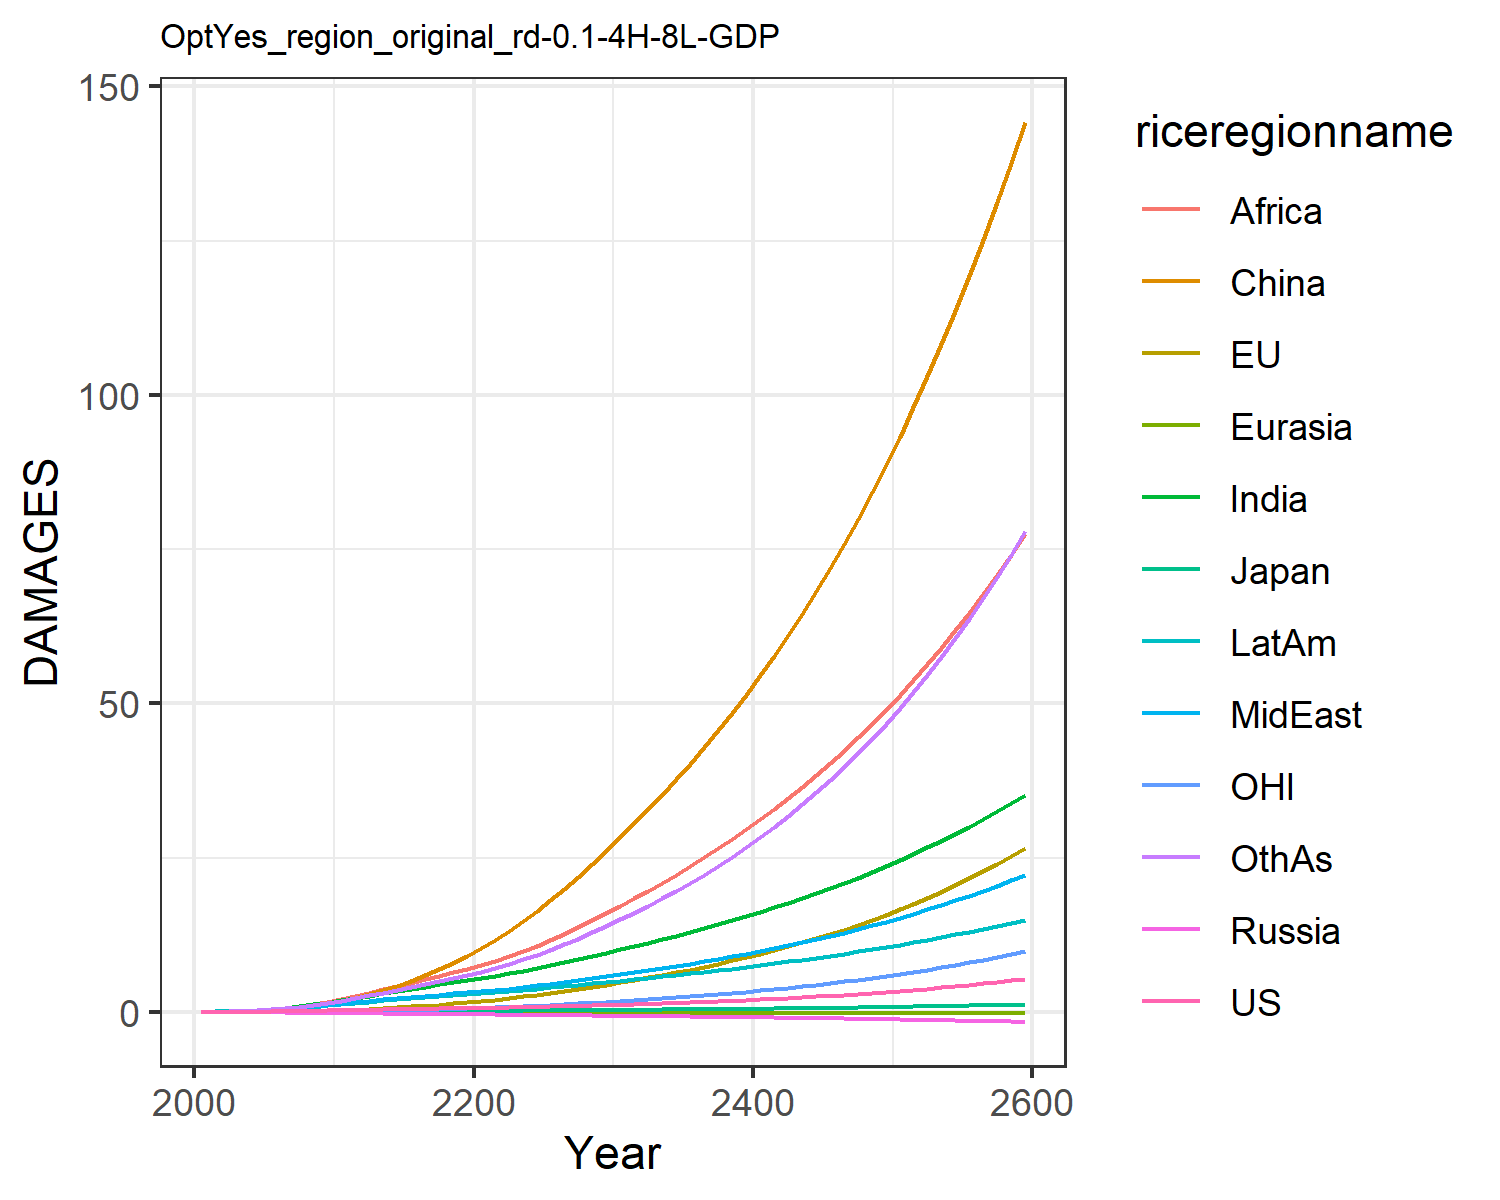 OptYes_region_original_rd-0.1-4H-8L-GDP
150
100
50
0
DAMAGES
2000
2200
2400
2600
Year
riceregionname
Africa
China
EU
Eurasia
India
Japan
LatAm
MidEast
OHI
OthAs
Russia
US